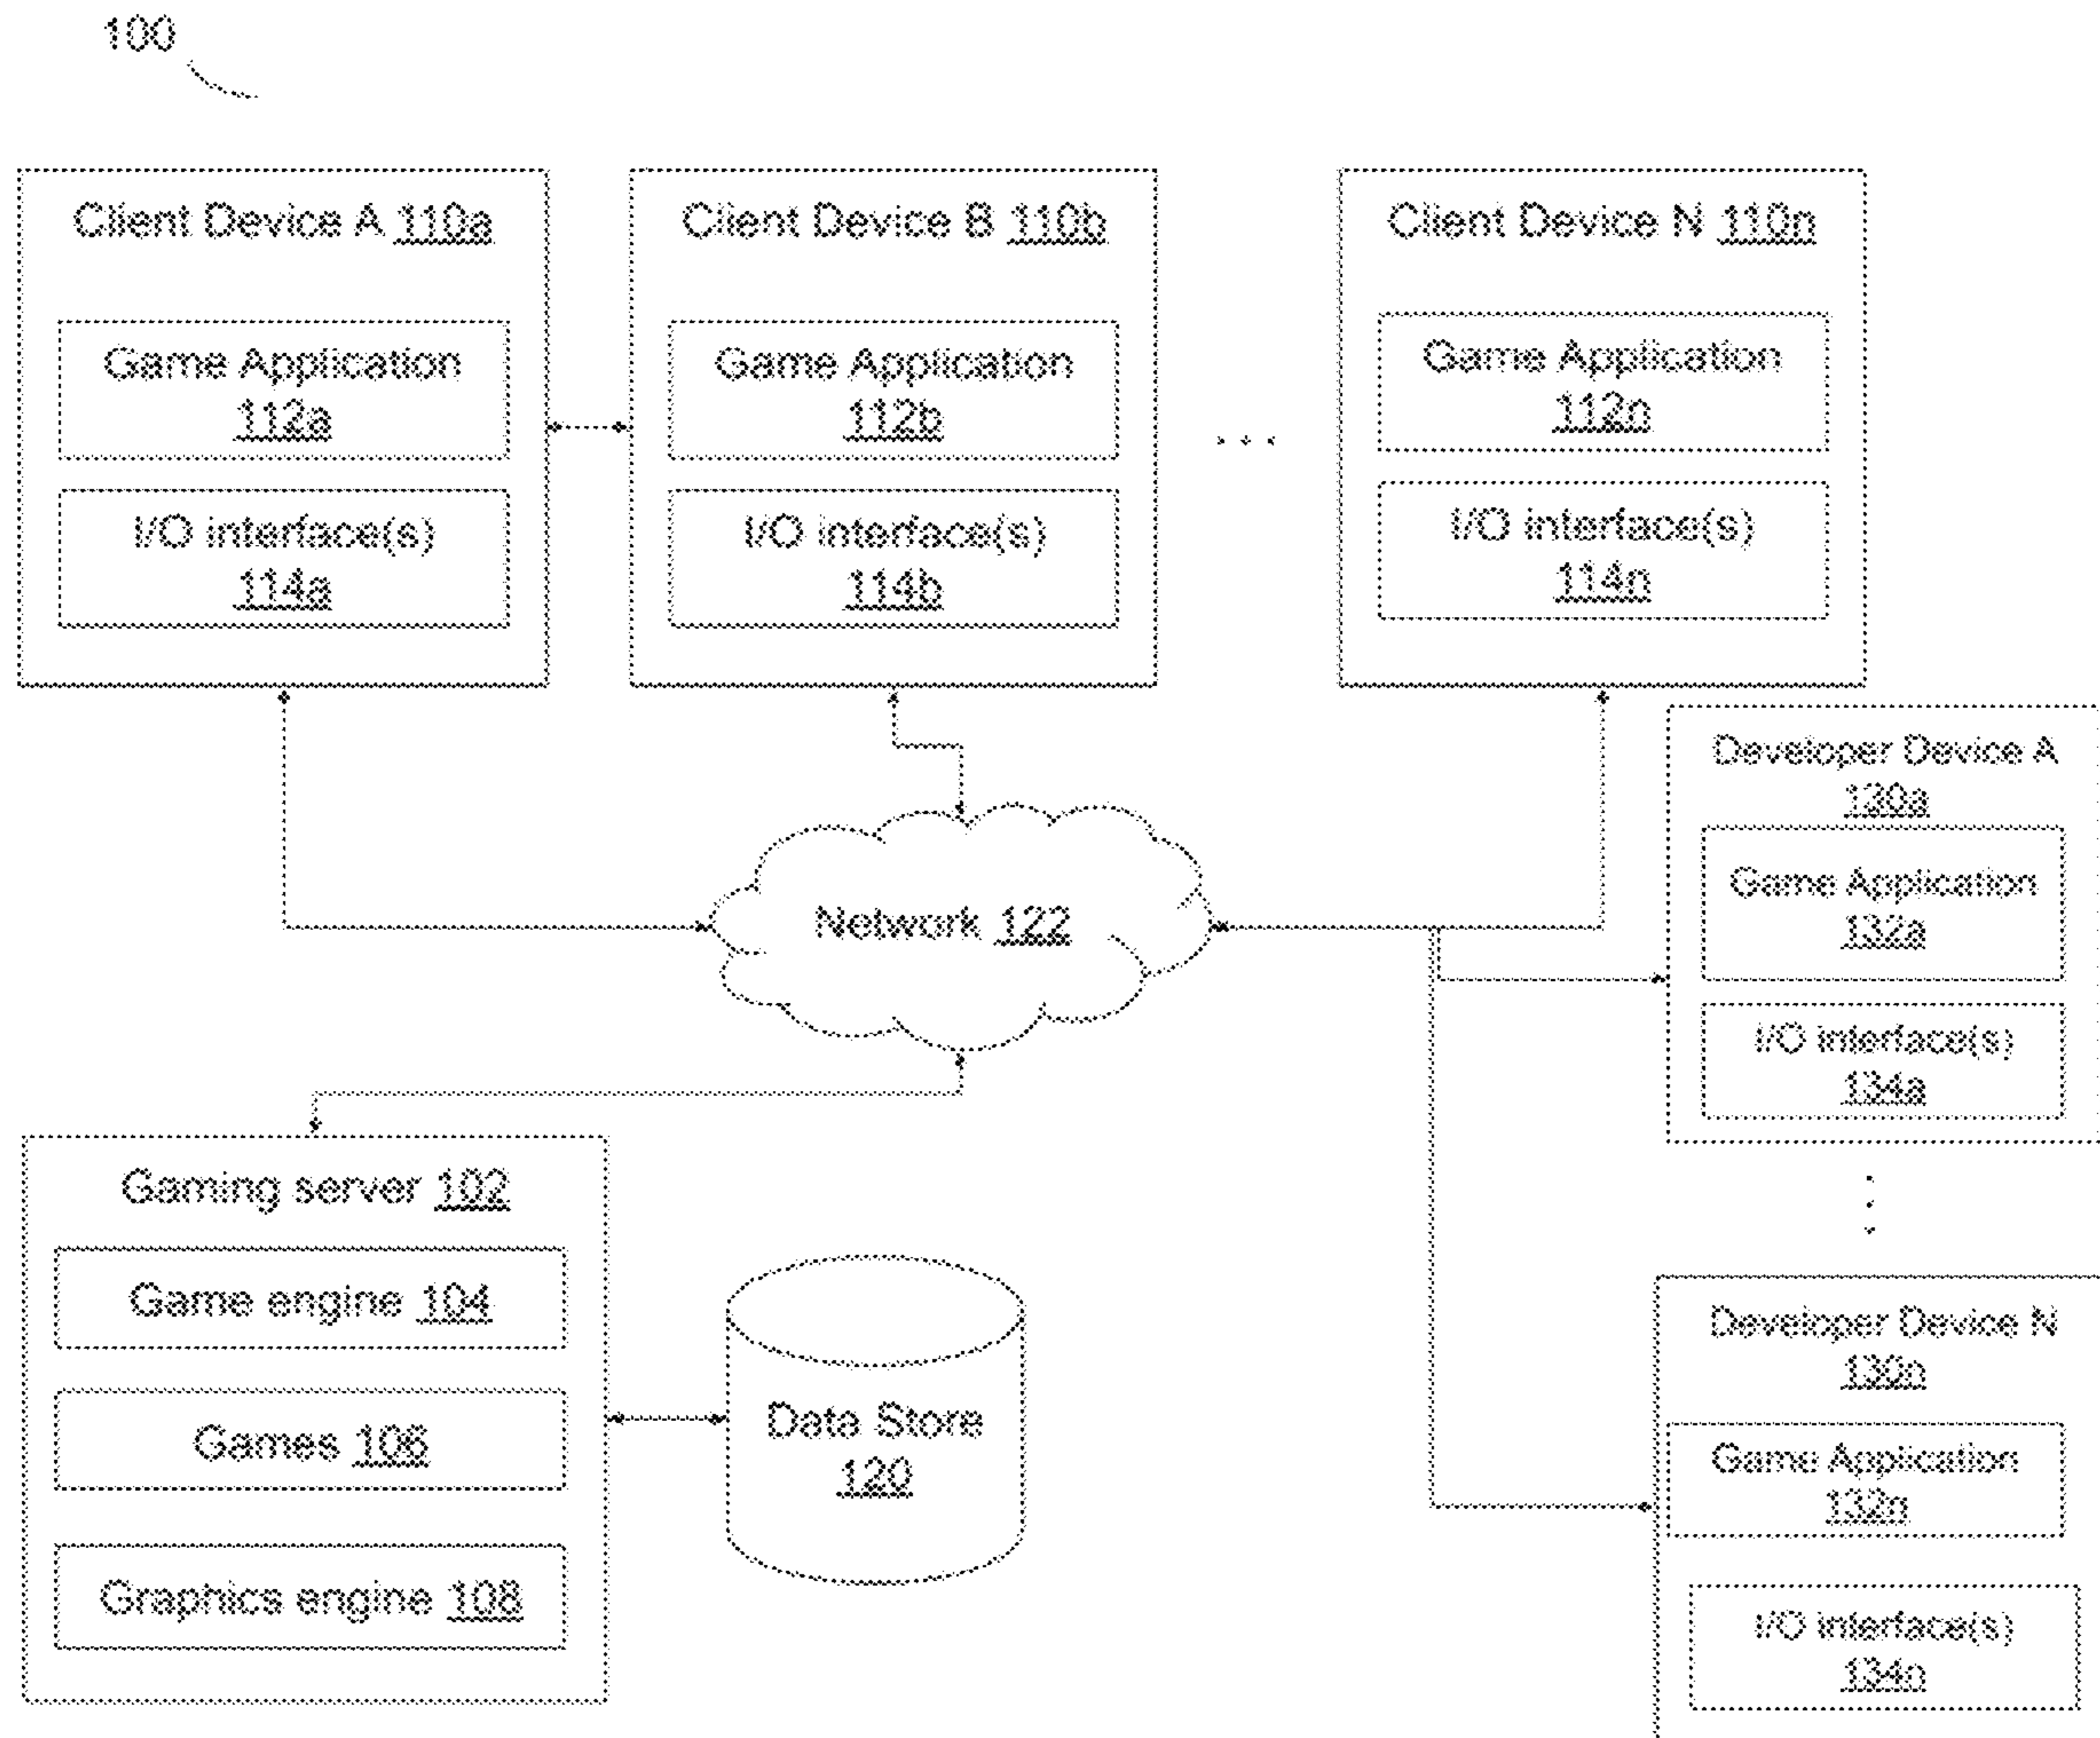 100
Client Device A 110a
Game Application
112a
I/O interface(s)
114a
Client Device B 110b
Game Application
112b
I/O interface(s)
114b
. . .
Client Device N 110n
Game Application
112n
I/O interface(s)
114n
Network 122
Developer Device A
130a
Game Application
132a
I/O interface(s)
134a
Gaming server 102
Game engine 104
Games 106
Graphics engine 108
Data Store
120
Developer Device N
130n
Game Application
132n
I/O interface(s)
134n